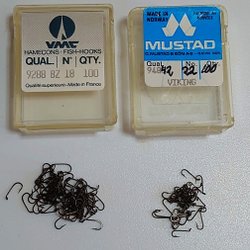 VMC
HAMEÇONS - FISH-HOOKS
QUAL. N° QTY.
9288 BZ 18 100
Qualité supérieure - Made in France
MADE IN
NORWAY
MUSTAD
Qual. No. Qty.
42 22 100
VIKING